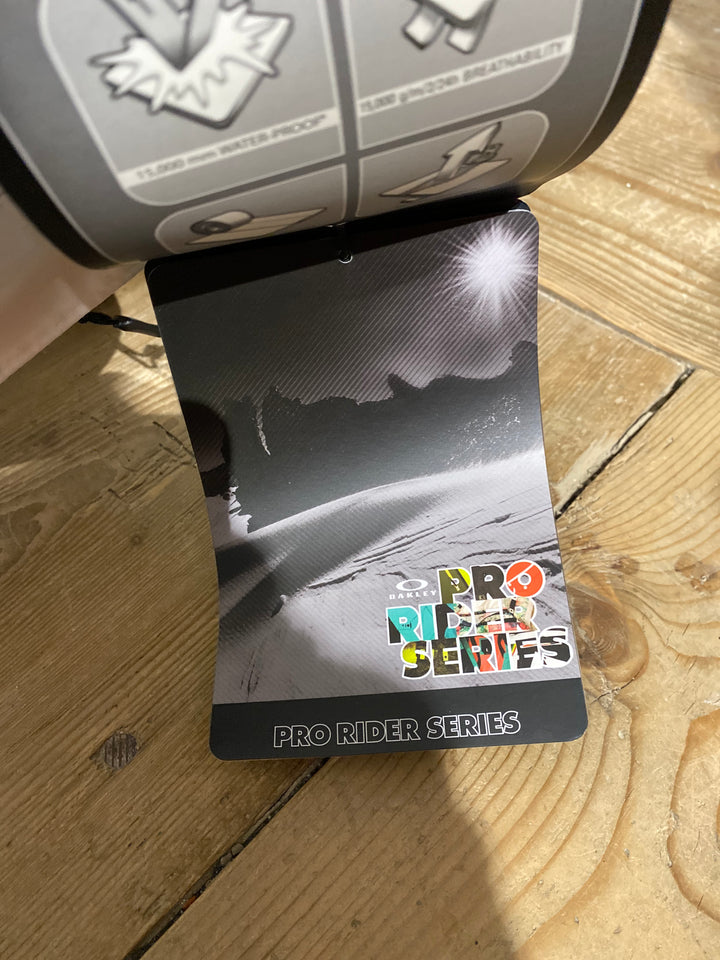 15,000 mm WATER-PROOF
15,000 g/m2/24h BREATHABILITY
OAKLEY
PRO
RIDER
SERIES
PRO RIDER SERIES